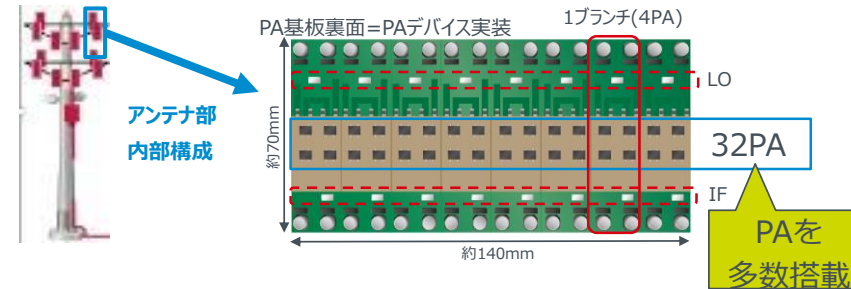 PA基板裏面=PAデバイス実装
1ブランチ(4PA)
LO
アンテナ部
内部構成
約70mm
32PA
IF
約140mm
PAを
多数搭載